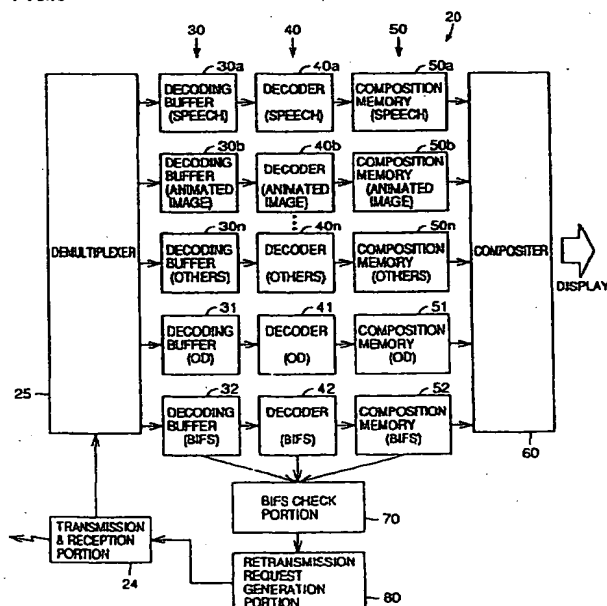 30
40
50
20
30a
40a
50a
DECODING
BUFFER
(SPEECH)
DECODER
(SPEECH)
COMPOSITION
MEMORY
(SPEECH)
30b
40b
50b
DECODING
BUFFER
(ANIMATED
IMAGE)
DECODER
(ANIMATED
IMAGE)
COMPOSITION
MEMORY
(ANIMATED
IMAGE)
DEMULTIPLEXER
30n
40n
50n
DECODING
BUFFER
(OTHERS)
DECODER
(OTHERS)
COMPOSITION
MEMORY
(OTHERS)
COMPOSITER
DISPLAY
31
41
51
DECODING
BUFFER
(OD)
DECODER
(OD)
COMPOSITION
MEMORY
(OD)
25
32
42
52
DECODING
BUFFER
(BIFS)
DECODER
(BIFS)
COMPOSITION
MEMORY
(BIFS)
60
BIFS CHECK
PORTION
70
TRANSMISSION
& RECEPTION
PORTION
24
RETRANSMISSION
REQUEST
GENERATION
PORTION
80